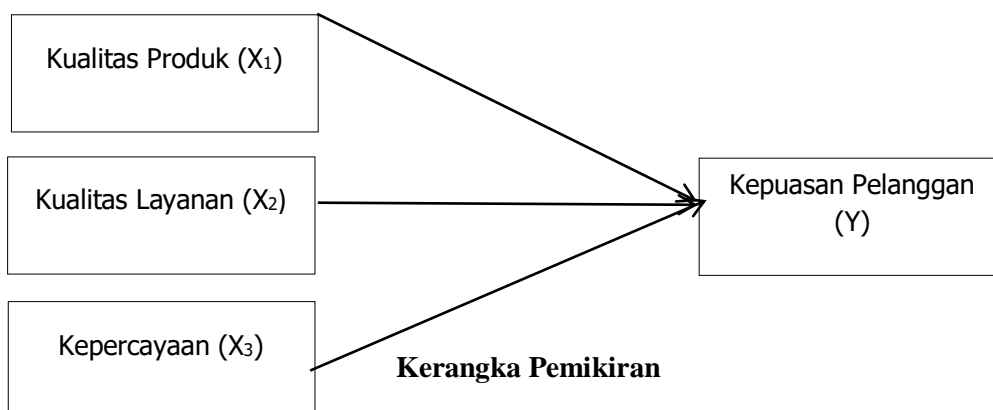 Kualitas Produk (X₁)
Kualitas Layanan (X₂)
Kepuasan Pelanggan
(Y)
Kepercayaan (X₃)
Kerangka Pemikiran